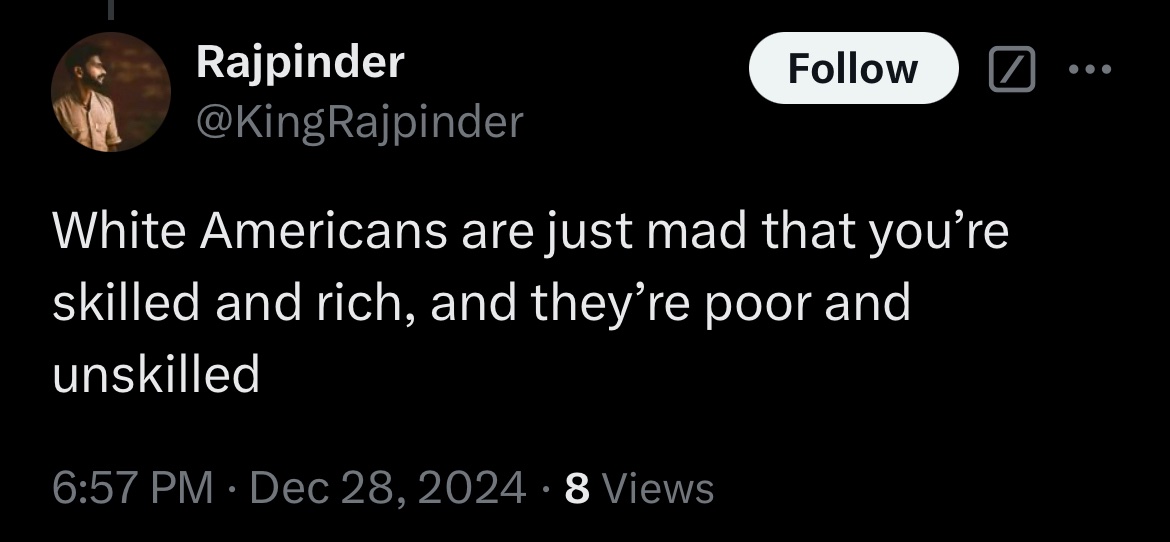 Rajpinder
Follow
@KingRajpinder
White Americans are just mad that you’re
skilled and rich, and they’re poor and
unskilled
6:57 PM · Dec 28, 2024 · 8 Views